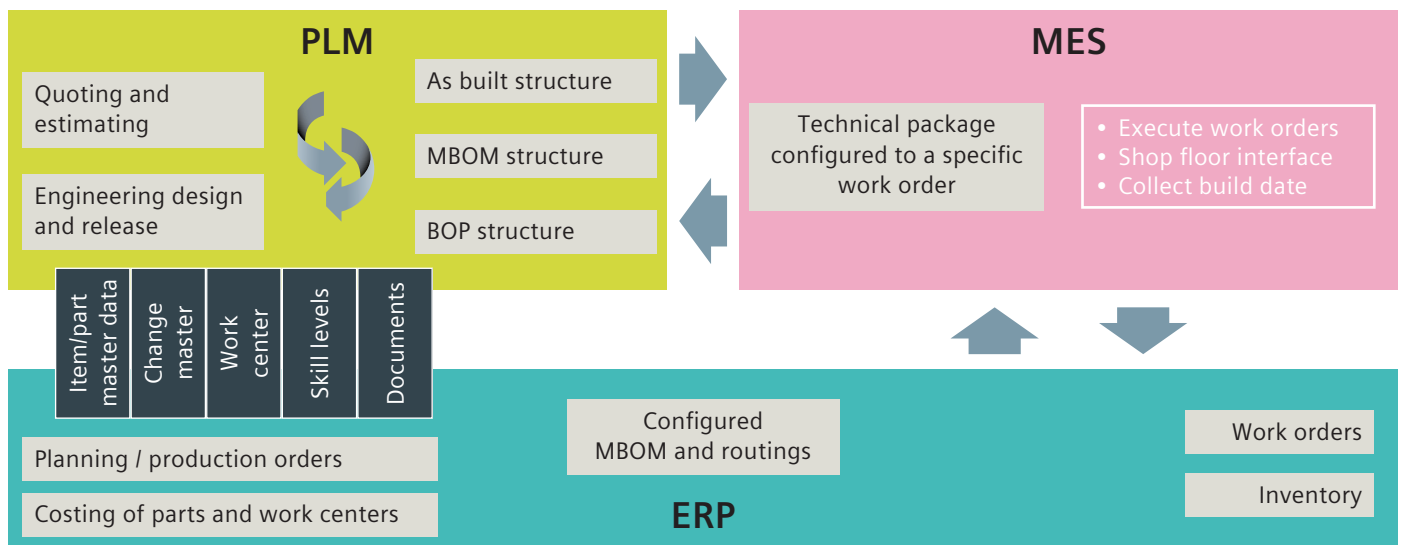 PLM
Quoting and
estimating
Engineering design
and release
As built structure
MBOM structure
BOP structure
MES
Technical package
configured to a specific
work order
• Execute work orders
• Shop floor interface
• Collect build date
Item/part
master data
Change
master
Work
center
Skill levels
Documents
Planning / production orders
Costing of parts and work centers
Configured
MBOM and routings
ERP
Work orders
Inventory